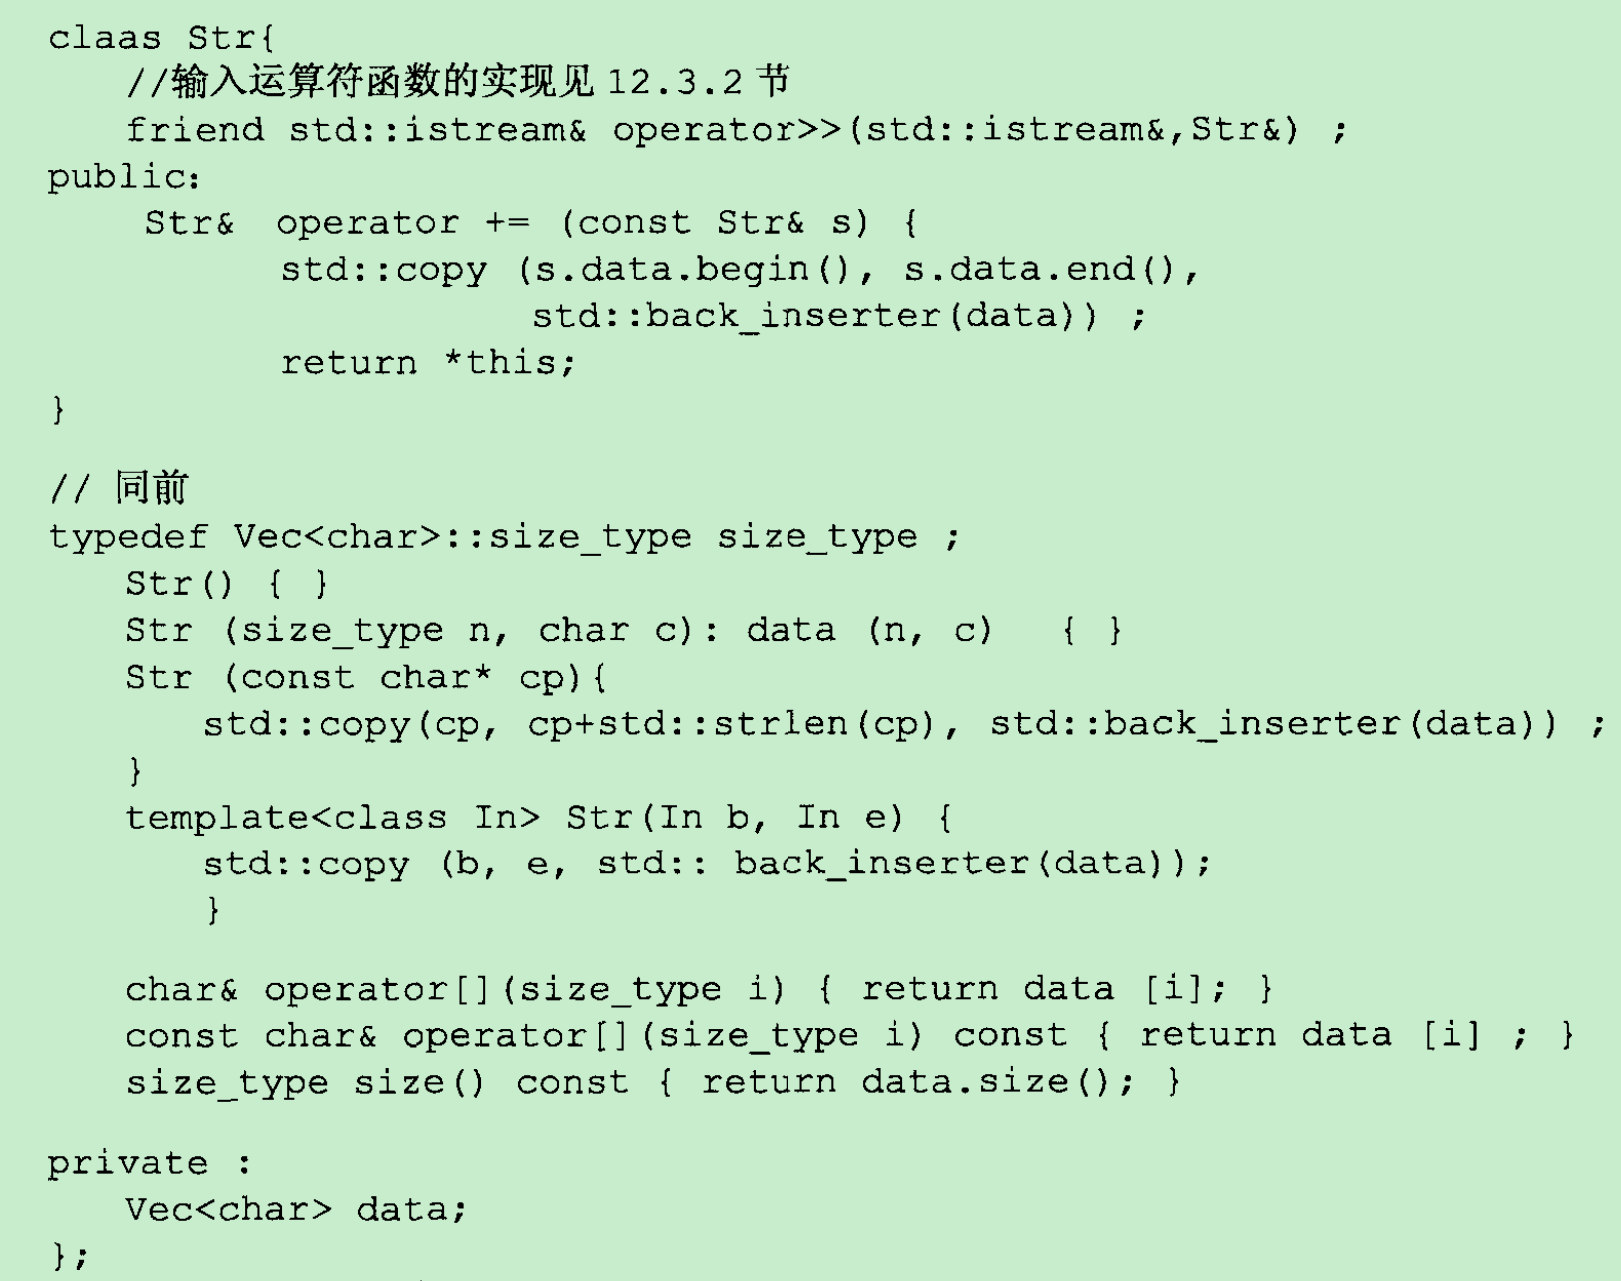 claas Str{
//输入运算符函数的实现见 12.3.2 节
friend std::istream& operator>>(std::istream&,Str&) ;
public:
Str& operator += (const Str& s) {
std::copy (s.data.begin(), s.data.end(),
std::back_inserter(data)) ;
return *this;
}
// 同前
typedef Vec<char>::size_type size_type ;
Str() { }
Str (size_type n, char c): data (n, c) { }
Str (const char* cp){
std::copy(cp, cp+std::strlen(cp), std::back_inserter(data)) ;
}
template<class In> Str(In b, In e) {
std::copy (b, e, std:: back_inserter(data));
}
char& operator[](size_type i) { return data [i]; }
const char& operator[](size_type i) const { return data [i] ; }
size_type size() const { return data.size(); }
private :
Vec<char> data;
};